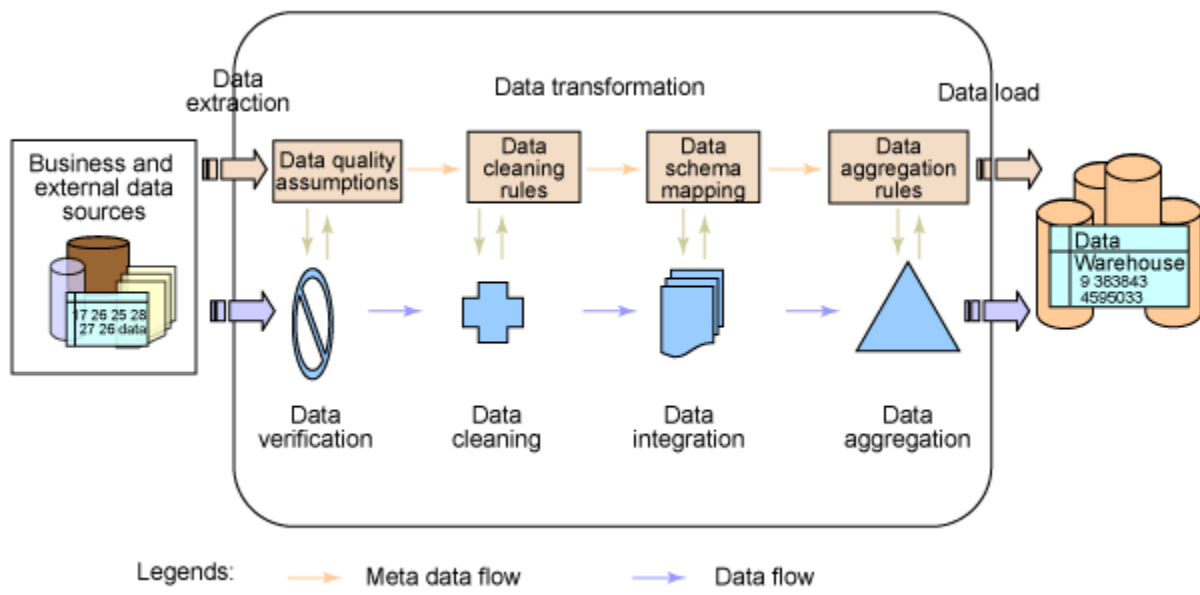 Data
extraction
Data transformation
Data load
Business and
external data
sources
17 26 25 28
27 26 data
Data quality
assumptions
Data
cleaning
rules
Data
schema
mapping
Data
aggregation
rules
Data
Warehouse
9 383843
4595033
Data
verification
Data
cleaning
Data
integration
Data
aggregation
Legends:
Meta data flow
Data flow